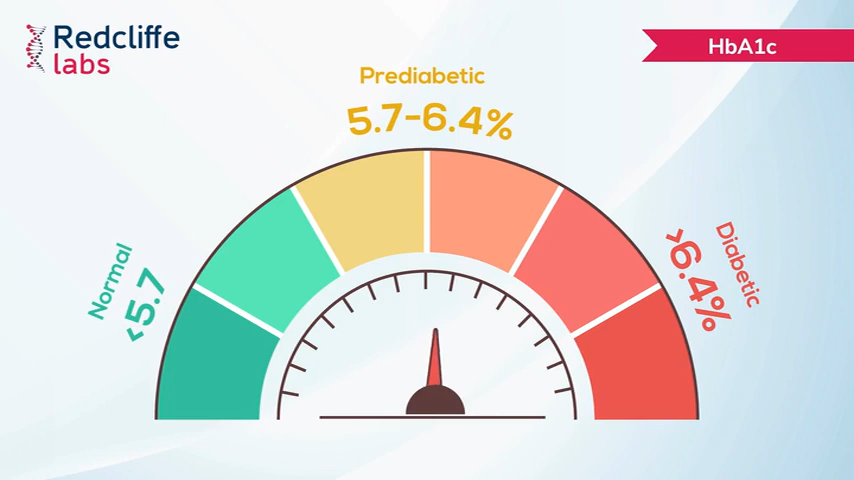 Redcliffe
labs
HbA1c
Prediabetic
5.7-6.4%
Normal
<5.7
Diabetic
>6.4%